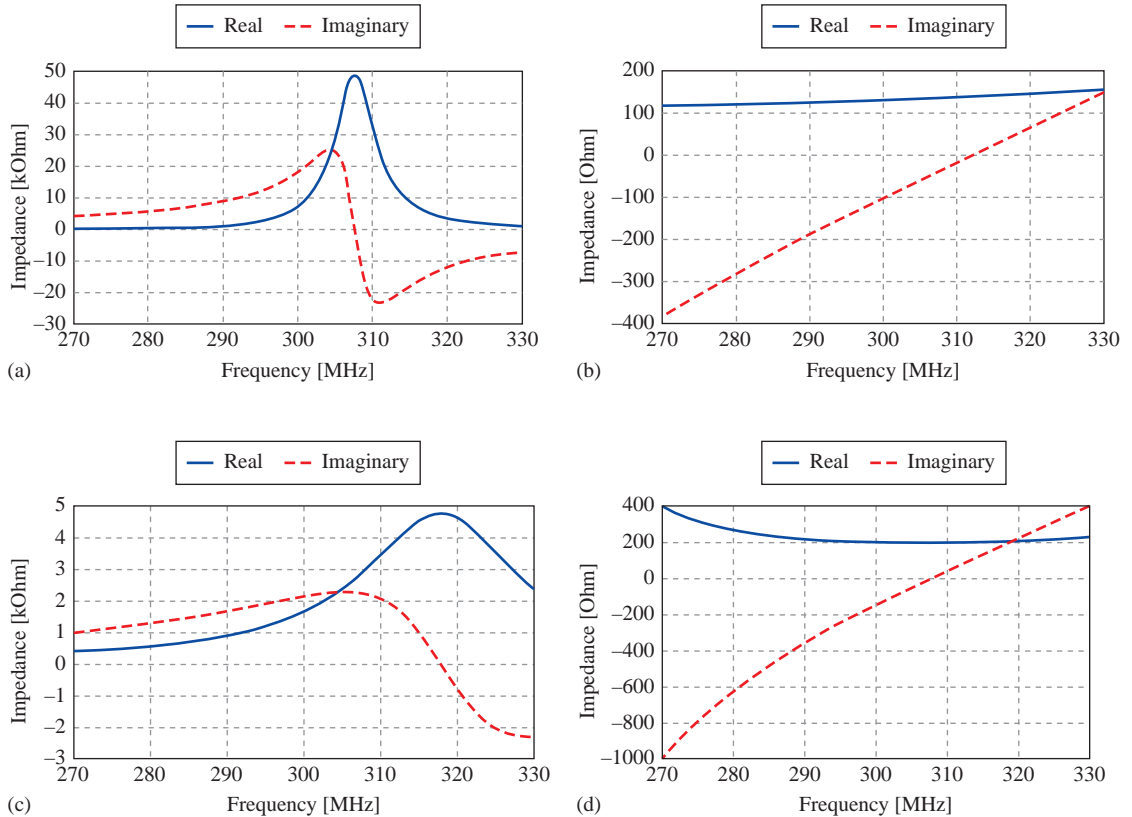 Real Imaginary
Impedance [kOhm]
50
40
30
20
10
0
–10
–20
–30
270 280 290 300 310 320 330
Frequency [MHz]
(a)
Real Imaginary
Impedance [Ohm]
200
100
0
–100
–200
–300
–400
270 280 290 300 310 320 330
Frequency [MHz]
(b)
Real Imaginary
Impedance [kOhm]
5
4
3
2
1
0
–1
–2
–3
270 280 290 300 310 320 330
Frequency [MHz]
(c)
Real Imaginary
Impedance [Ohm]
400
200
0
–200
–400
–600
–800
–1000
270 280 290 300 310 320 330
Frequency [MHz]
(d)